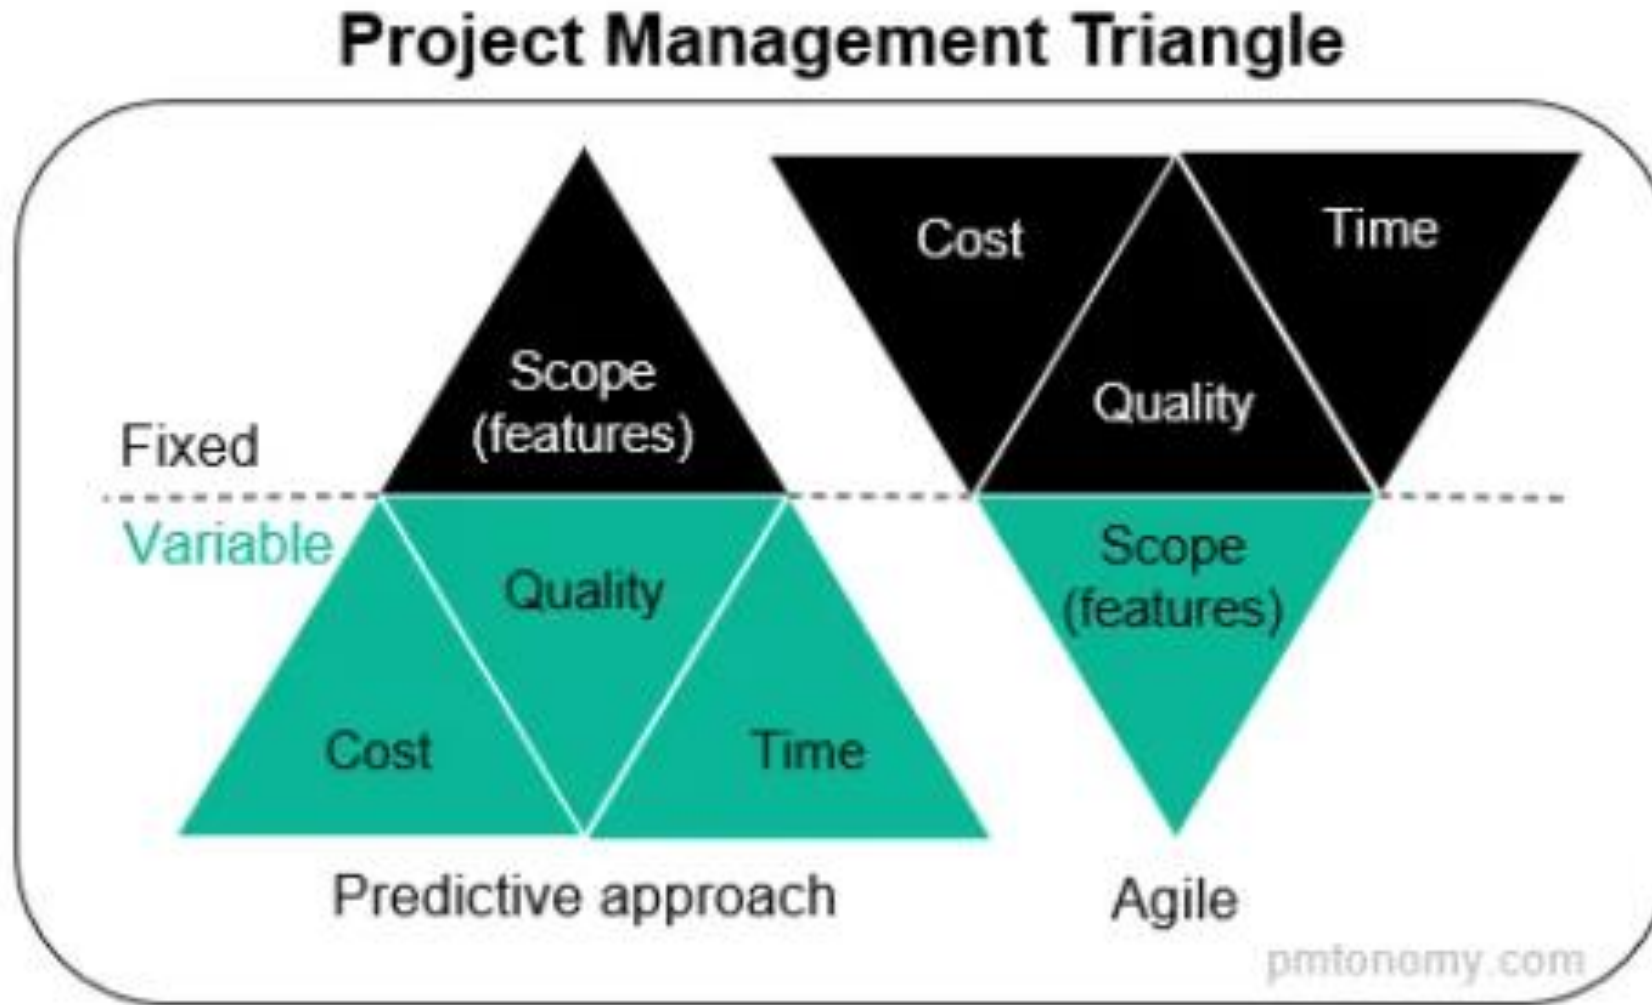 Project Management Triangle
Scope
(features)
Fixed
Variable
Quality
Cost
Time
Predictive approach
Cost
Time
Quality
Scope
(features)
Agile
pmtonomy.com